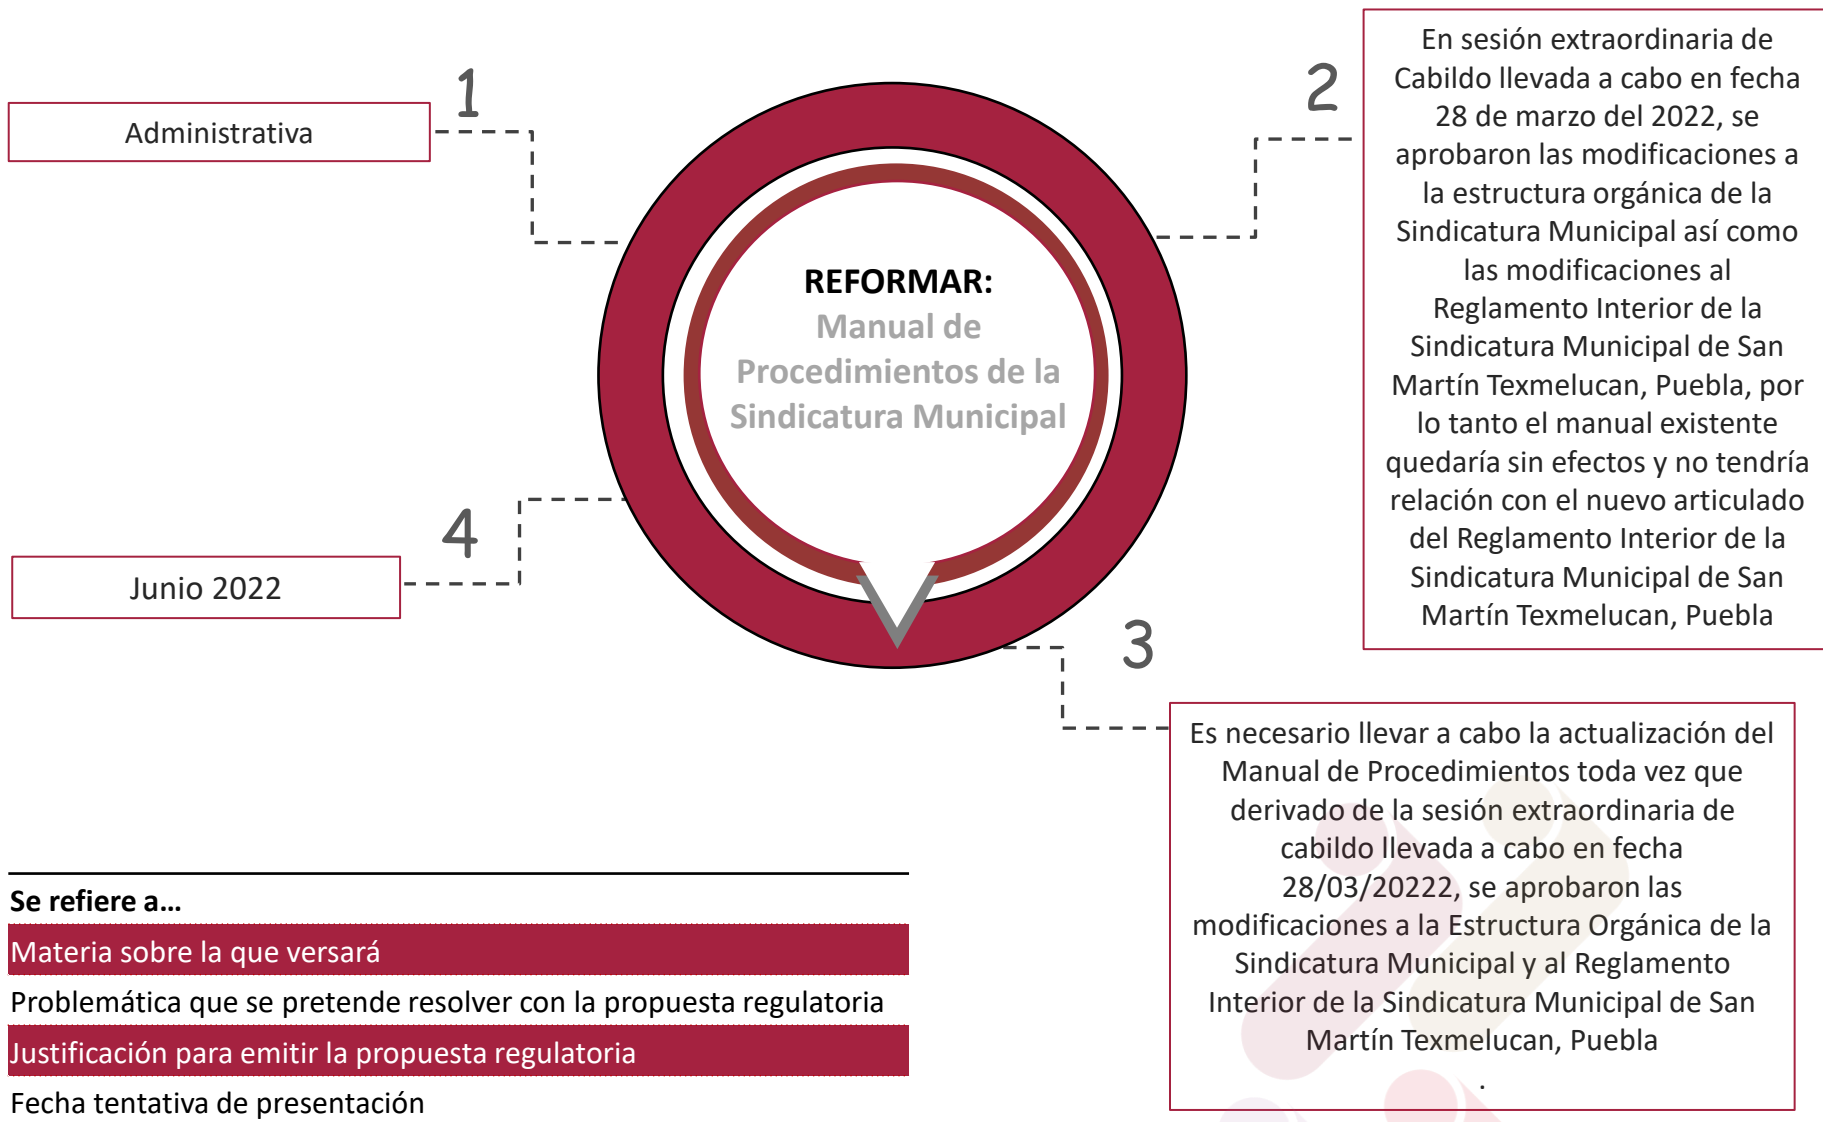 1
Administrativa
2
En sesión extraordinaria de
Cabildo llevada a cabo en fecha
28 de marzo del 2022, se
aprobaron las modificaciones a
la estructura orgánica de la
Sindicatura Municipal así como
las modificaciones al
Reglamento Interior de la
Sindicatura Municipal de San
Martín Texmelucan, Puebla, por
lo tanto el manual existente
quedaría sin efectos y no tendría
relación con el nuevo articulado
del Reglamento Interior de la
Sindicatura Municipal de San
Martín Texmelucan, Puebla
REFORMAR:
Manual de
Procedimientos de la
Sindicatura Municipal
4
Junio 2022
3
Es necesario llevar a cabo la actualización del
Manual de Procedimientos toda vez que
derivado de la sesión extraordinaria de
cabildo llevada a cabo en fecha
28/03/20222, se aprobaron las
modificaciones a la Estructura Orgánica de la
Sindicatura Municipal y al Reglamento
Interior de la Sindicatura Municipal de San
Martín Texmelucan, Puebla
.
Se refiere a...
Materia sobre la que versará
Problemática que se pretende resolver con la propuesta regulatoria
Justificación para emitir la propuesta regulatoria
Fecha tentativa de presentación